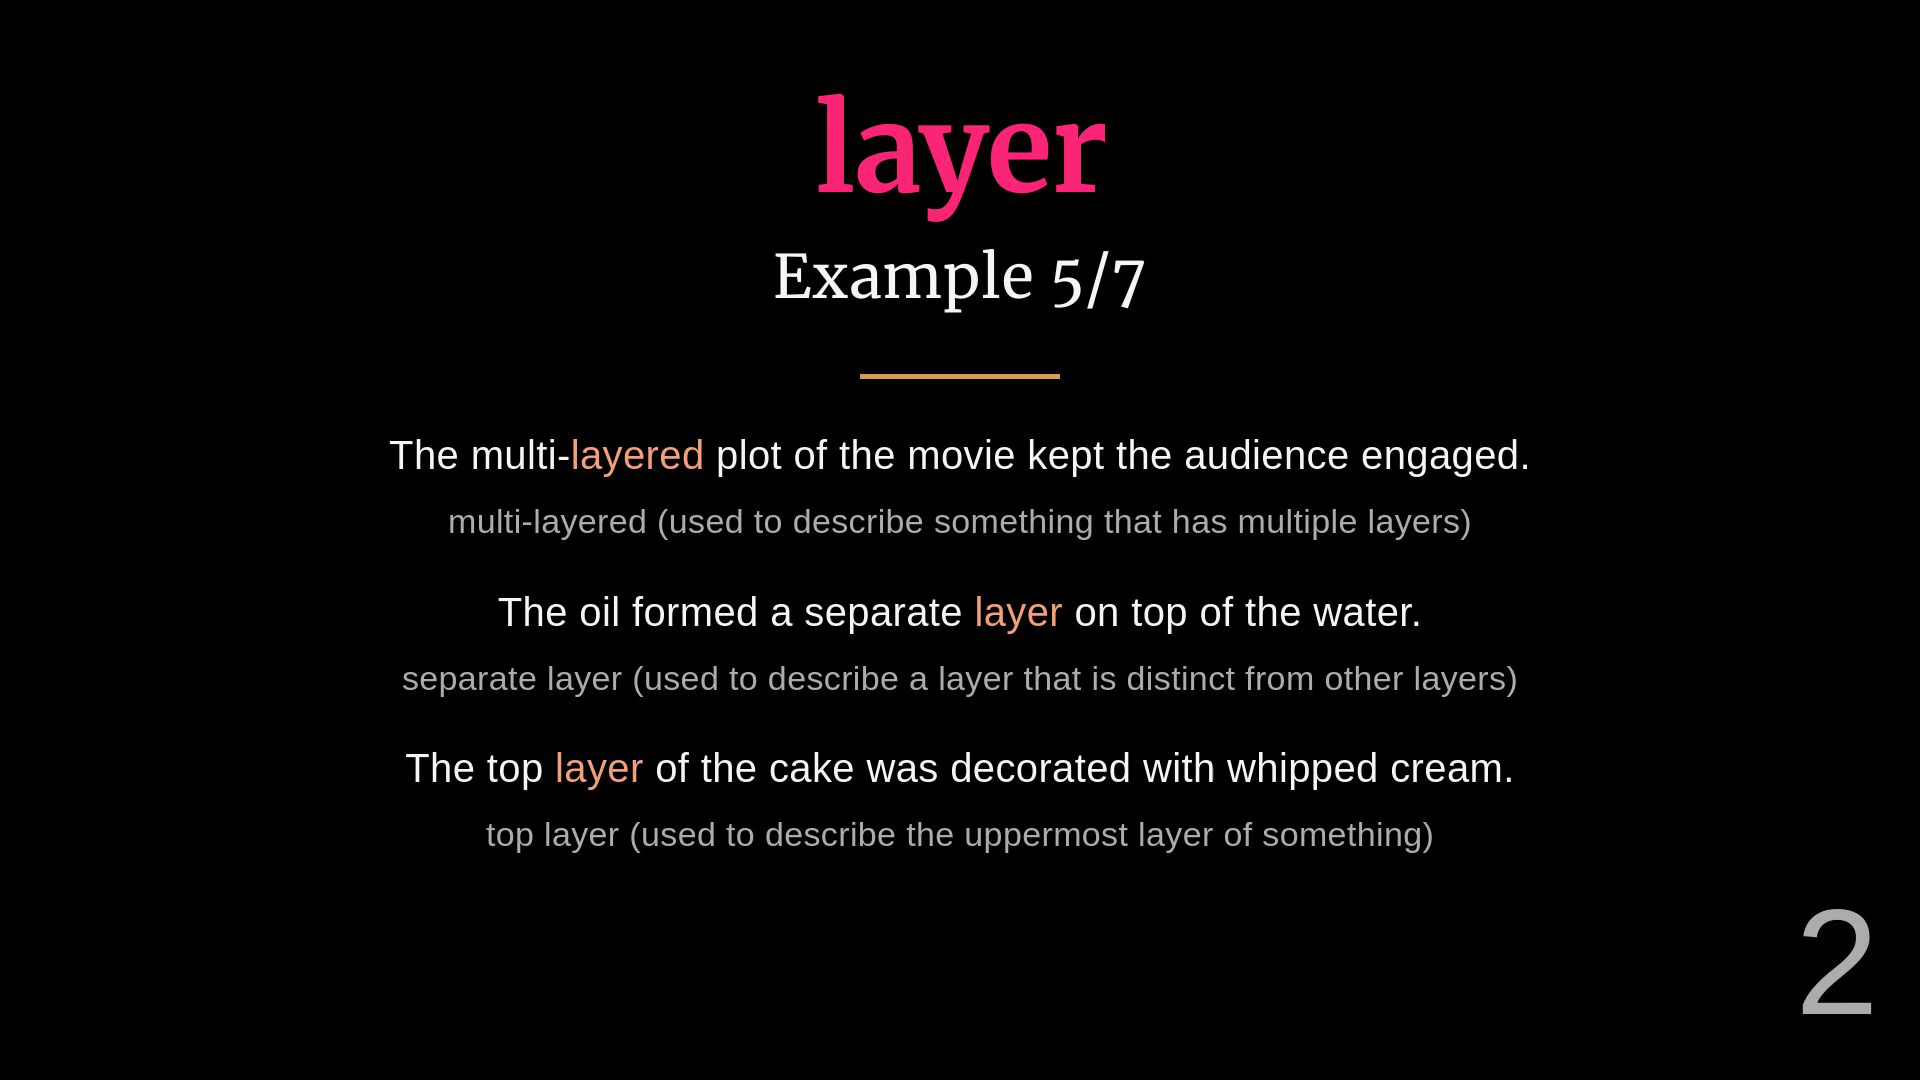 layer
Example 5/7
The multi-layered plot of the movie kept the audience engaged.
multi-layered (used to describe something that has multiple layers)
The oil formed a separate layer on top of the water.
separate layer (used to describe a layer that is distinct from other layers)
The top layer of the cake was decorated with whipped cream.
top layer (used to describe the uppermost layer of something)
2